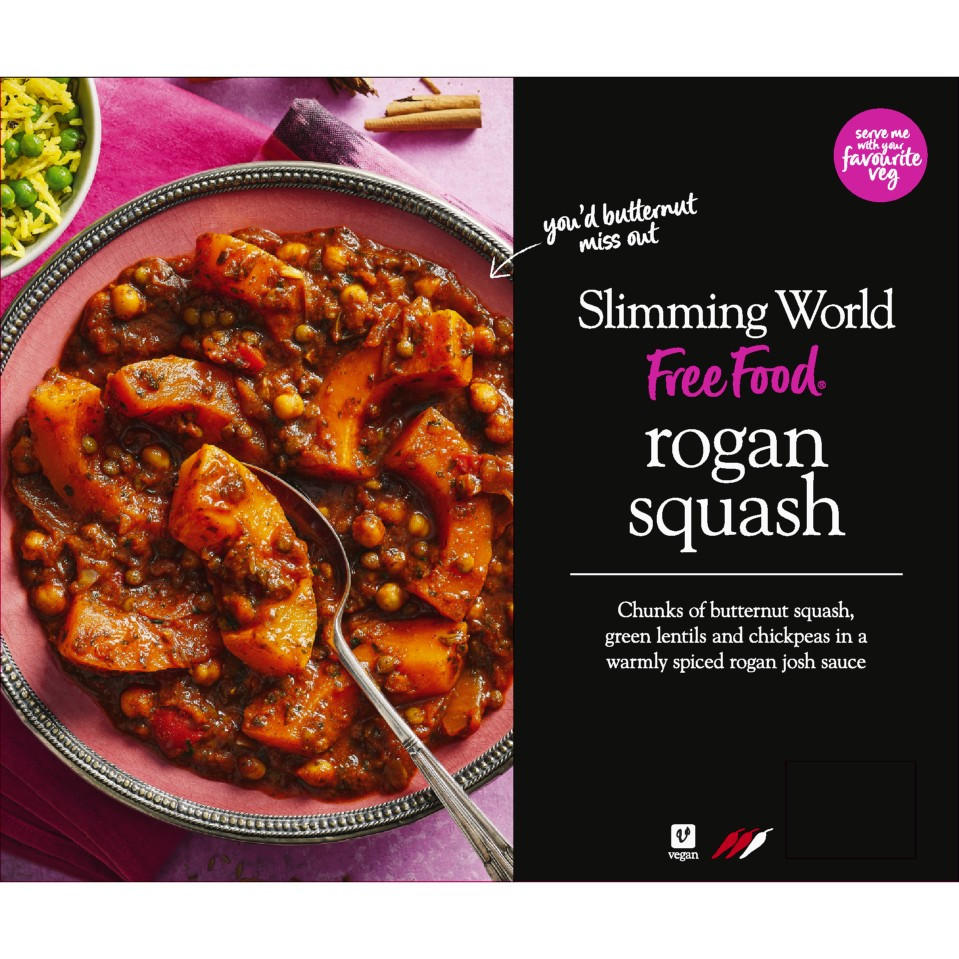 serve me
with your
favourite
veg
you'd butternut
miss out
Slimming World
Free Food®
rogan
squash
Chunks of butternut squash,
green lentils and chickpeas in a
warmly spiced rogan josh sauce
V
vegan